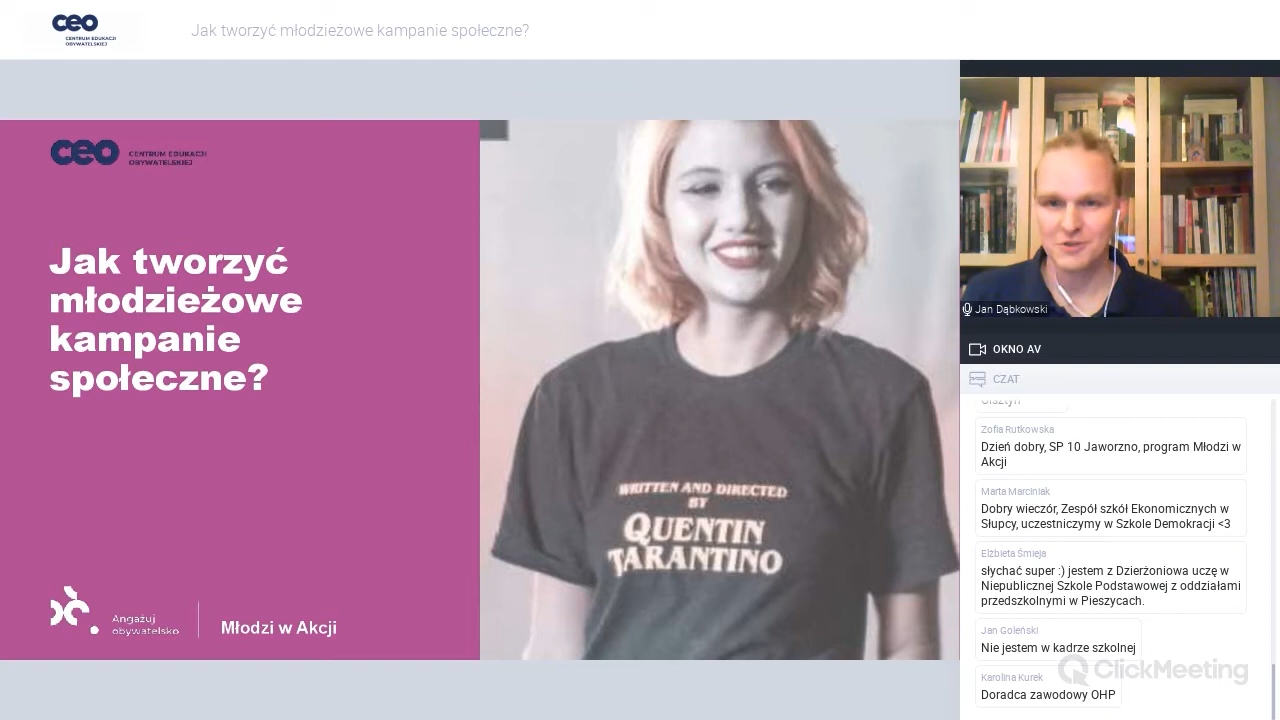 ceo
CENTRUM EDUKACJI
OBYWATELSKIEJ
Jak tworzyć młodzieżowe kampanie społeczne?
ceo
CENTRUM EDUKACJI
OBYWATELSKIEJ
Jak tworzyć
młodzieżowe
kampanie
społeczne?
WRITTEN AND DIRECTED
BY
QUENTIN
TARANTINO
Angażuj
obywatelsko
Młodzi w Akcji
Jan Dąbkowski
OKNO AV
CZAT
Olsztyn
Zofia Rutkowska
Dzień dobry, SP 10 Jaworzno, program Młodzi w
Akcji
Marta Marciniak
Dobry wieczór, Zespół szkół Ekonomicznych w
Słupcy, uczestniczymy w Szkole Demokracji <3
Elżbieta Śmieja
słychać super :) jestem z Dzierżoniowa uczę w
Niepublicznej Szkole Podstawowej z oddziałami
przedszkolnymi w Pieszycach.
Jan Goleński
Nie jestem w kadrze szkolnej
Karolina Kurek
Doradca zawodowy OHP
ClickMeeting